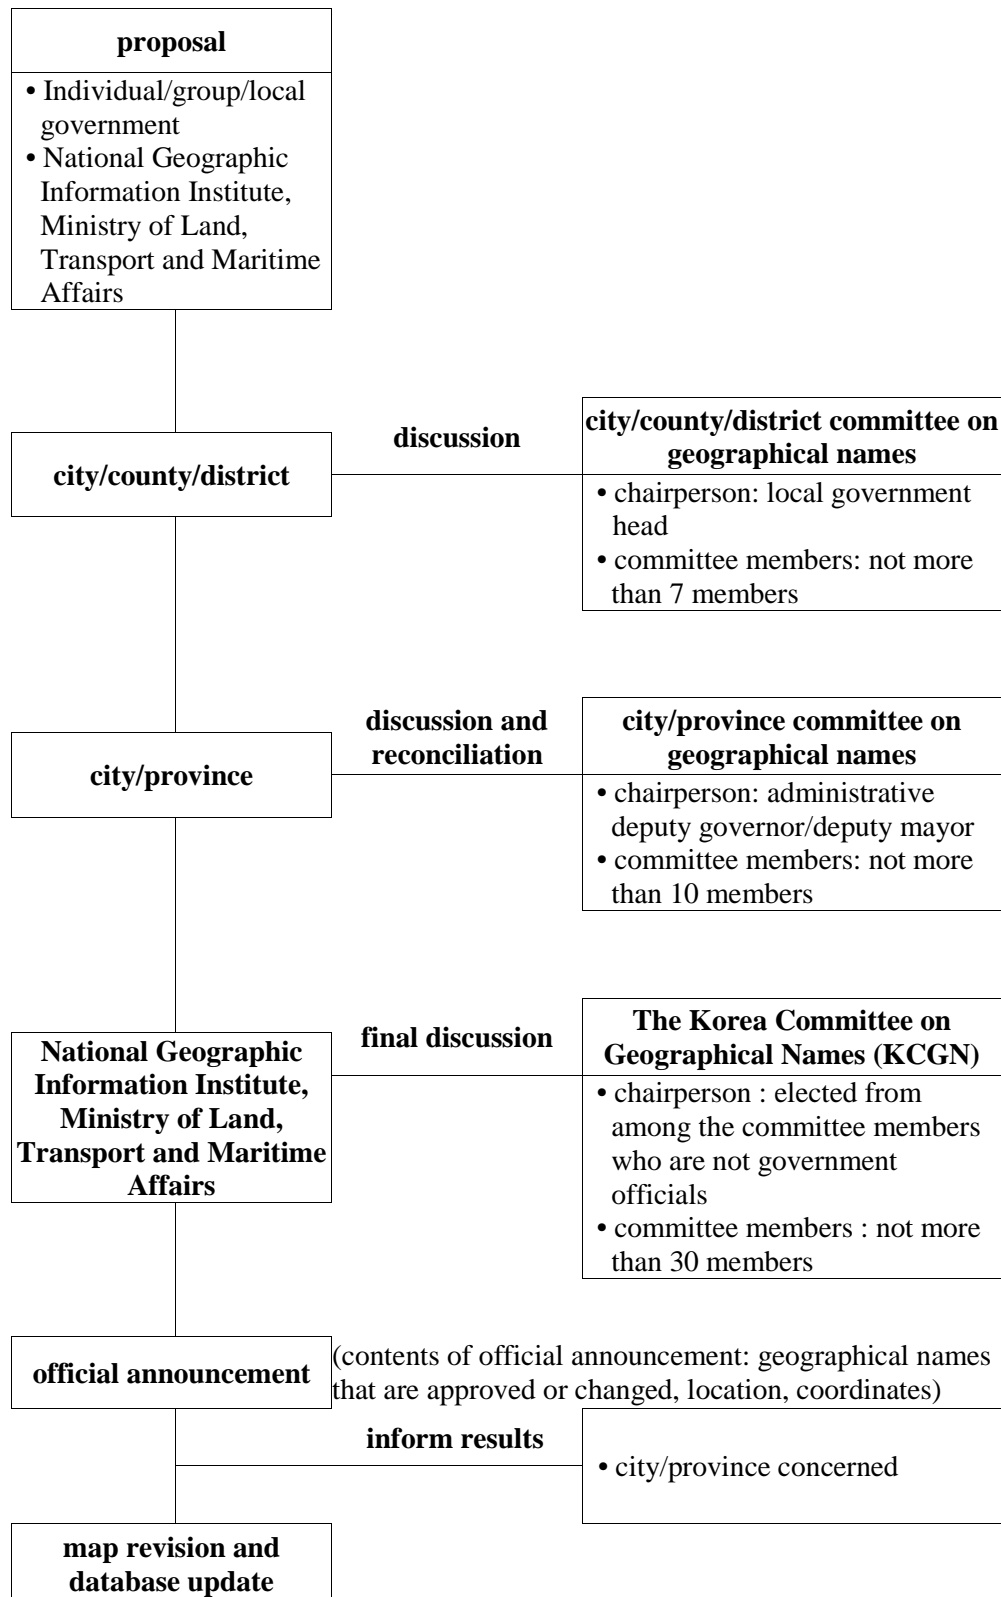 proposal
• Individual/group/local
government
• National Geographic
Information Institute,
Ministry of Land,
Transport and Maritime
Affairs
city/county/district
discussion
city/county/district committee on
geographical names
• chairperson: local government
head
• committee members: not more
than 7 members
city/province
discussion and
reconciliation
city/province committee on
geographical names
• chairperson: administrative
deputy governor/deputy mayor
• committee members: not more
than 10 members
National Geographic
Information Institute,
Ministry of Land,
Transport and Maritime
Affairs
final discussion
The Korea Committee on
Geographical Names (KCGN)
• chairperson : elected from
among the committee members
who are not government
officials
• committee members : not more
than 30 members
official announcement
(contents of official announcement: geographical names
that are approved or changed, location, coordinates)
inform results
• city/province concerned
map revision and
database update